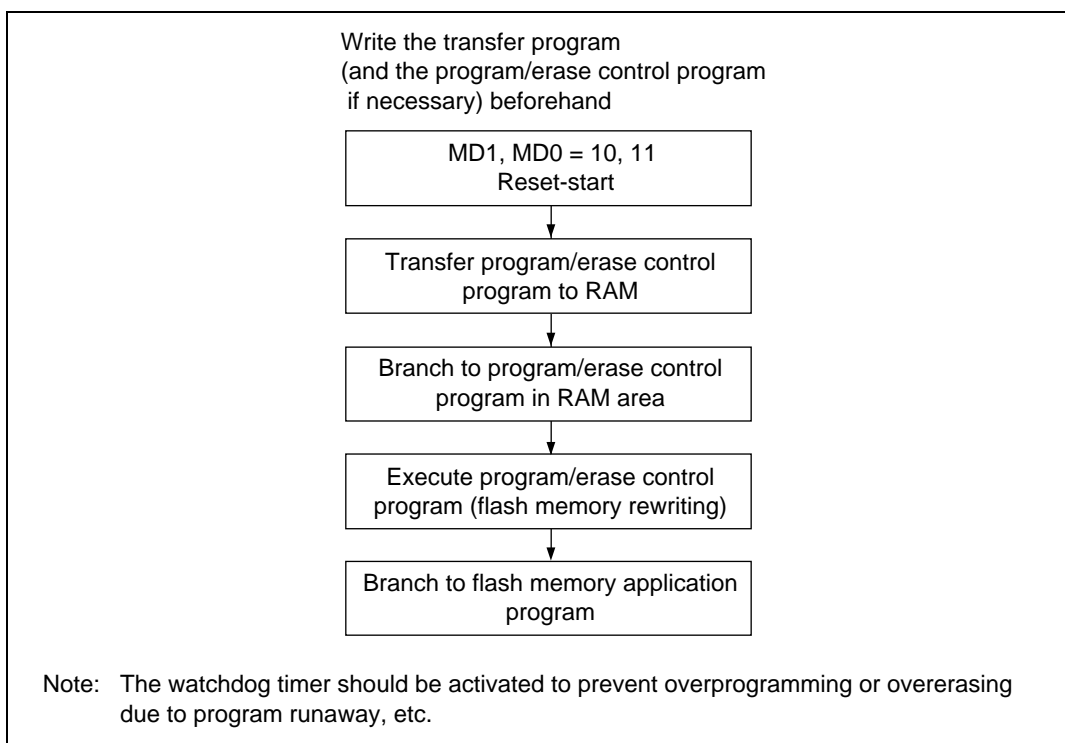 Write the transfer program
(and the program/erase control program
if necessary) beforehand
MD1, MD0 = 10, 11
Reset-start
Transfer program/erase control
program to RAM
Branch to program/erase control
program in RAM area
Execute program/erase control
program (flash memory rewriting)
Branch to flash memory application
program
Note: The watchdog timer should be activated to prevent overprogramming or overerasing
due to program runaway, etc.